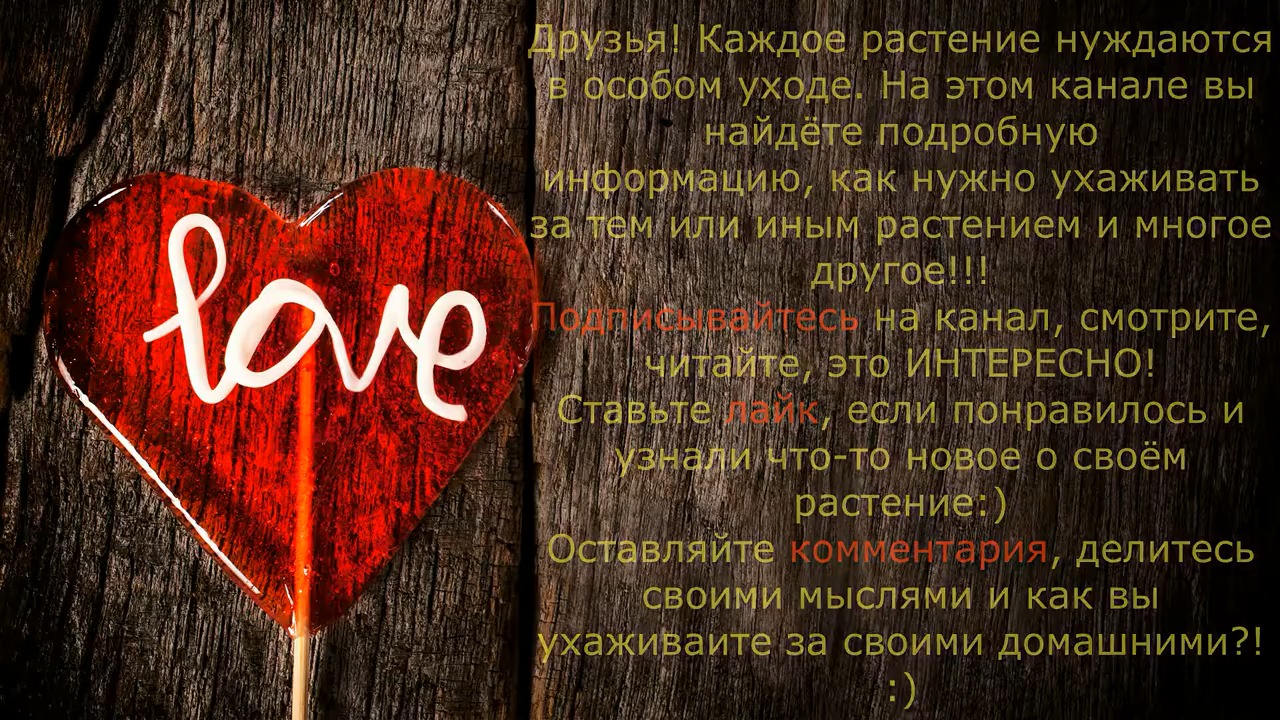 love
Друзья! Каждое растение нуждаются
в особом уходе. На этом канале вы
найдёте подробную
информацию, как нужно ухаживать
за тем или иным растением и многое
другое!!!
Подписывайтесь на канал, смотрите,
читайте, это ИНТЕРЕСНО!
Ставьте лайк, если понравилось и
узнали что-то новое о своём
растение:)
Оставляйте комментария, делитесь
своими мыслями и как вы
ухаживаите за своими домашними?!
:)